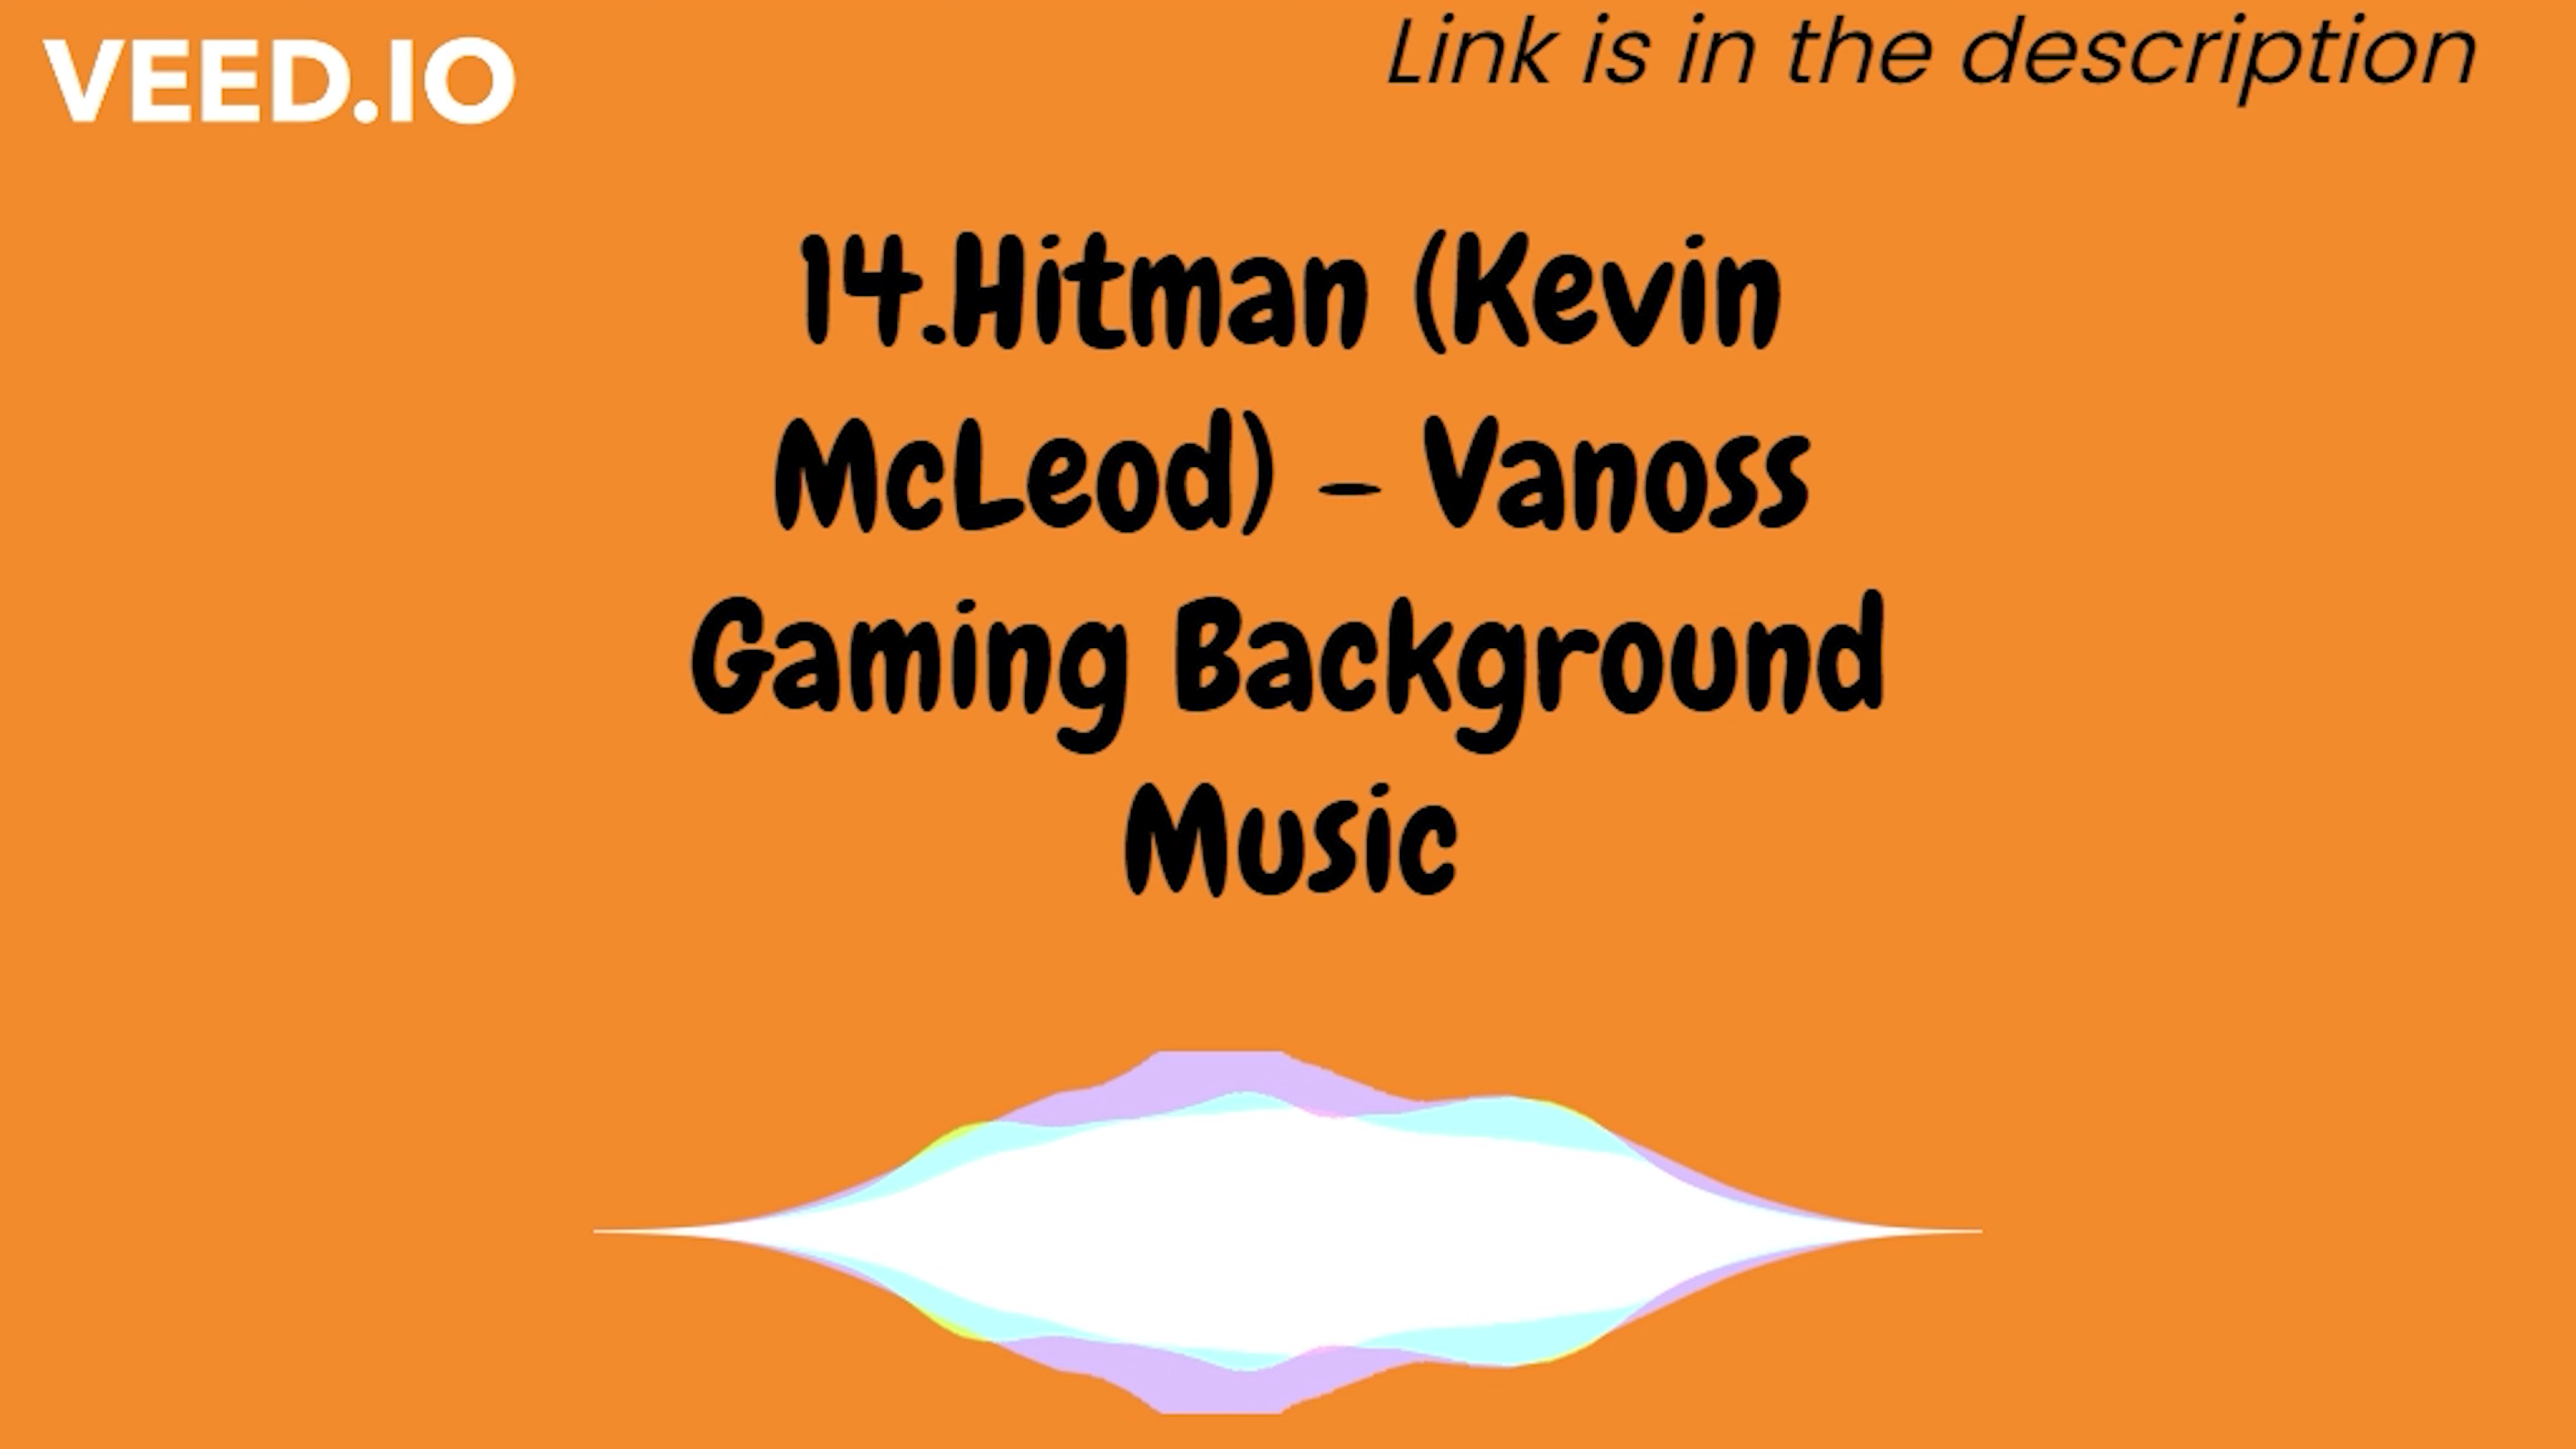 VEED.IO
Link is in the description
14.Hitman (Kevin
McLeod) - Vanoss
Gaming Background
Music